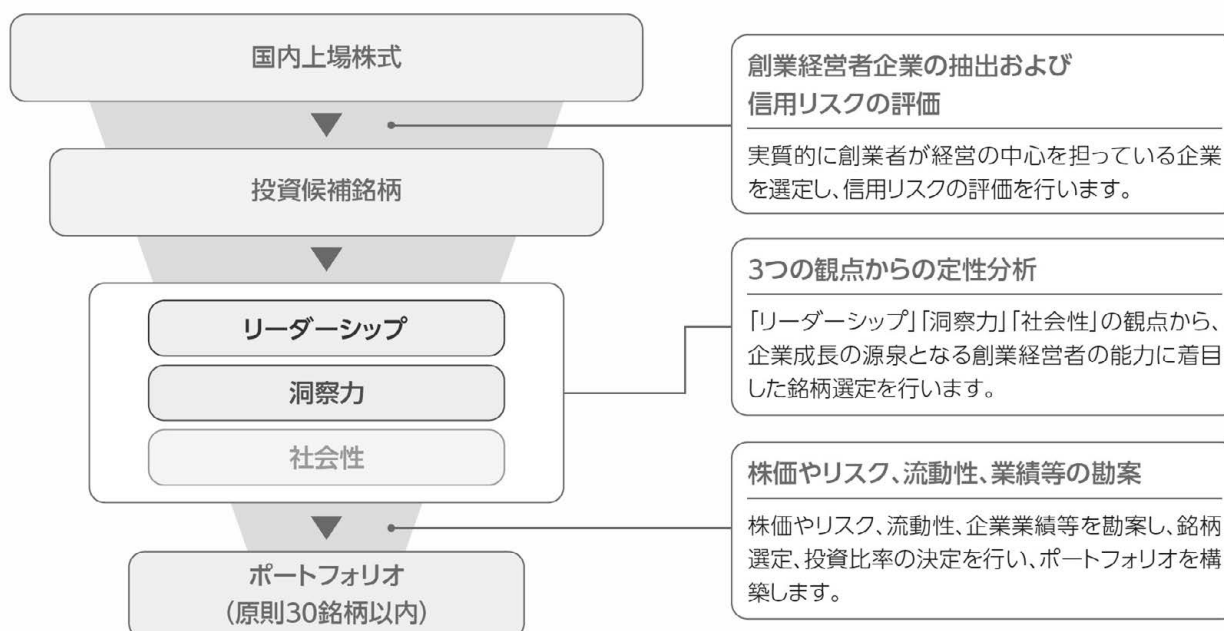 国内上場株式
投資候補銘柄
リーダーシップ
洞察力
社会性
ポートフォリオ
(原則30銘柄以内)
創業経営者企業の抽出および
信用リスクの評価
実質的に創業者が経営の中心を担っている企業
を選定し、信用リスクの評価を行います。
3つの観点からの定性分析
「リーダーシップ」「洞察力」「社会性」の観点から、
企業成長の源泉となる創業経営者の能力に着目
した銘柄選定を行います。
株価やリスク、流動性、業績等の勘案
株価やリスク、流動性、企業業績等を勘案し、銘柄
選定、投資比率の決定を行い、ポートフォリオを構
築します。